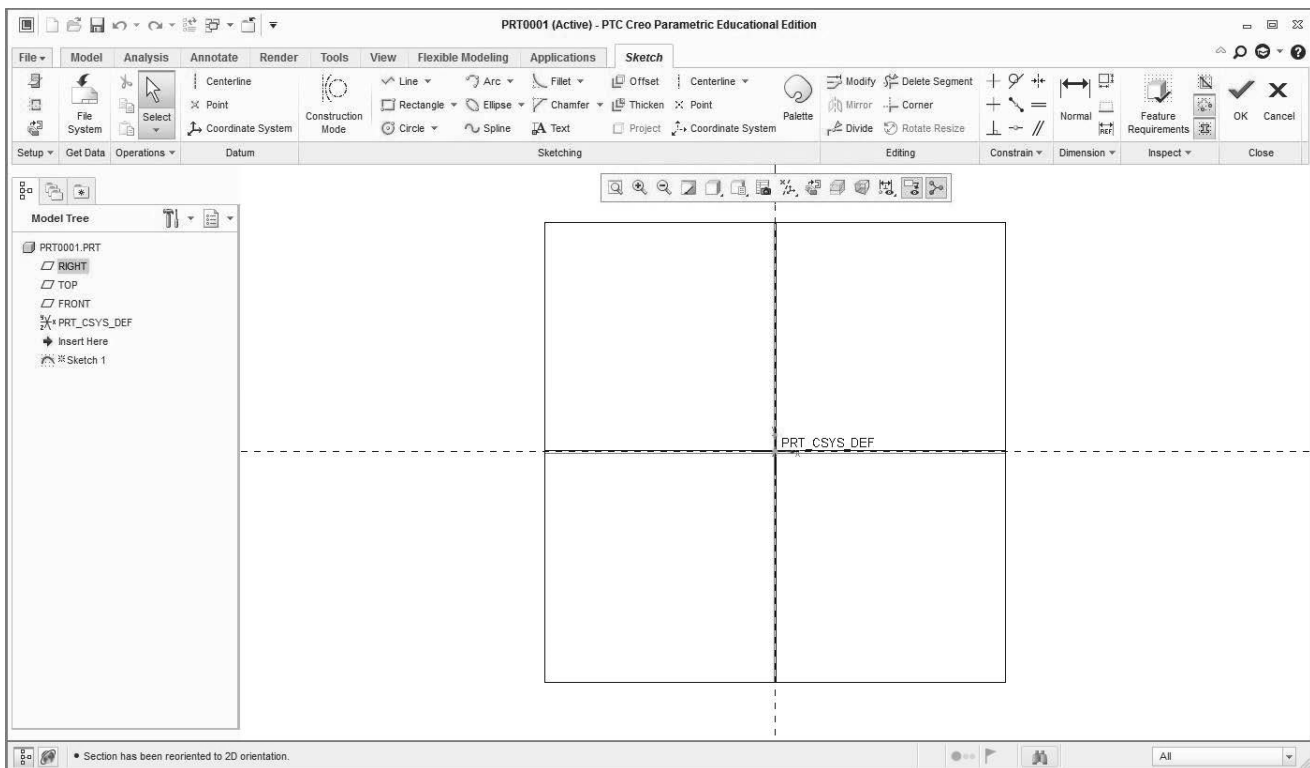 PRT0001 (Active) - PTC Creo Parametric Educational Edition
File Model Analysis Annotate Render Tools View Flexible Modeling Applications Sketch
File System
Select
Centerline
Point
Coordinate System
Construction Mode
Line Arc Fillet Offset Centerline
Rectangle Ellipse Chamfer Thicken Point
Circle Spline Text Project Coordinate System
Palette
Modify Delete Segment
Mirror Corner
Divide Rotate Resize
Normal
REF
Feature Requirements
OK Cancel
Setup Get Data Operations Datum Sketching Editing Constrain Dimension Inspect Close
Model Tree
PRT0001.PRT
RIGHT
TOP
FRONT
PRT_CSYS_DEF
Insert Here
Sketch 1
PRT_CSYS_DEF
• Section has been reoriented to 2D orientation.
All